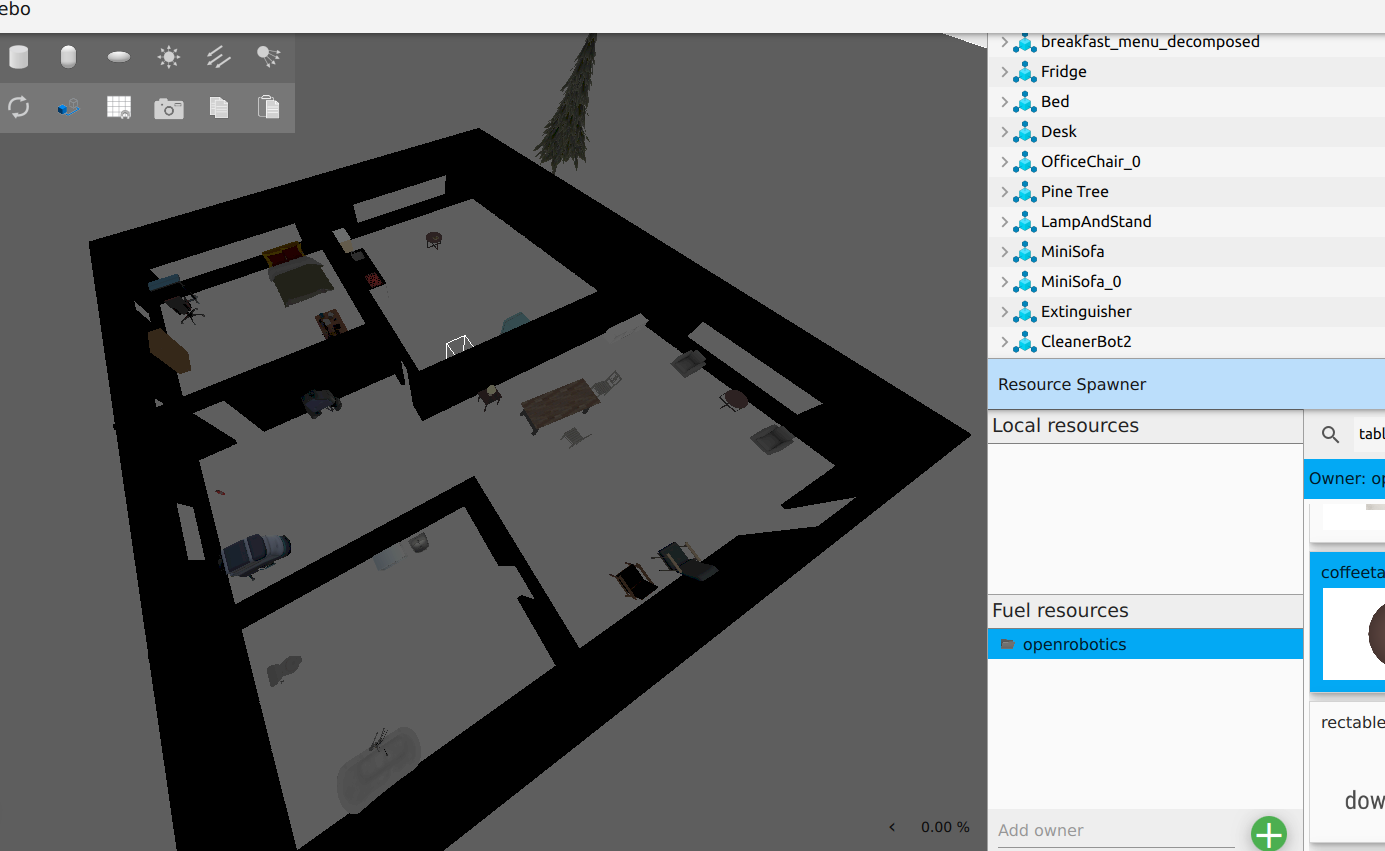 ebo
breakfast_menu_decomposed
Fridge
Bed
Desk
OfficeChair_0
Pine Tree
LampAndStand
MiniSofa
MiniSofa_0
Extinguisher
CleanerBot2
Resource Spawner
Local resources
tabl
Owner: op
coffeeta
Fuel resources
openrobotics
rectable
dow
< 0.00 %
Add owner